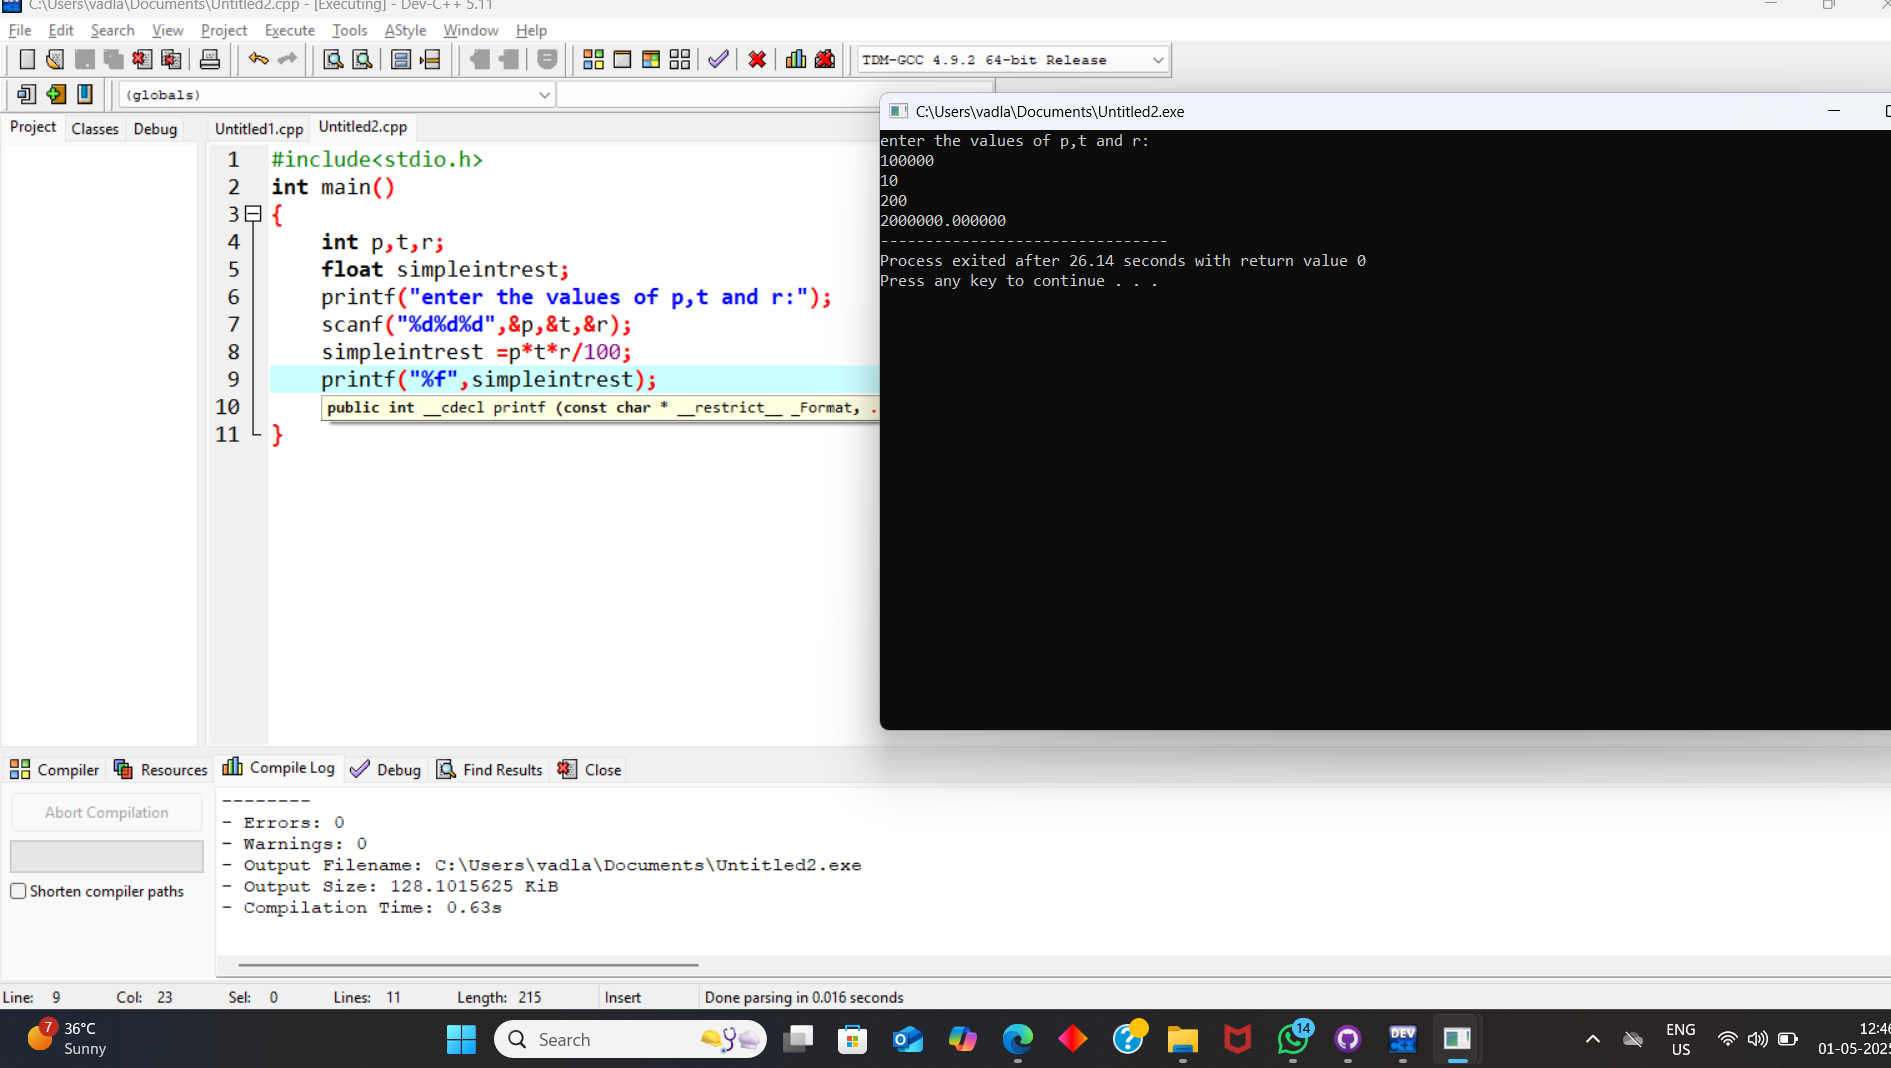 C:\Users\vadla\Documents\Untitled2.cpp - [Executing] - Dev-C++ 5.11
File Edit Search View Project Execute Tools AStyle Window Help
TDM-GCC 4.9.2 64-bit Release
(globals)
Project Classes Debug
Untitled1.cpp Untitled2.cpp
1 #include<stdio.h>
2 int main()
3 {
4 int p,t,r;
5 float simpleintrest;
6 printf("enter the values of p,t and r:");
7 scanf("%d%d%d",&p,&t,&r);
8 simpleintrest =p*t*r/100;
9 printf("%f",simpleintrest);
10 public int __cdecl printf (const char * __restrict__ _Format, .
11 }
C:\Users\vadla\Documents\Untitled2.exe
enter the values of p,t and r:
100000
10
200
2000000.000000
--------------------------------
Process exited after 26.14 seconds with return value 0
Press any key to continue . . .
Compiler Resources Compile Log Debug Find Results Close
Abort Compilation
Shorten compiler paths
--------
- Errors: 0
- Warnings: 0
- Output Filename: C:\Users\vadla\Documents\Untitled2.exe
- Output Size: 128.1015625 KiB
- Compilation Time: 0.63s
Line: 9 Col: 23 Sel: 0 Lines: 11 Length: 215 Insert Done parsing in 0.016 seconds
7
36°C
Sunny
Search
14
DEV
C++
ENG
US
12:46
01-05-2025